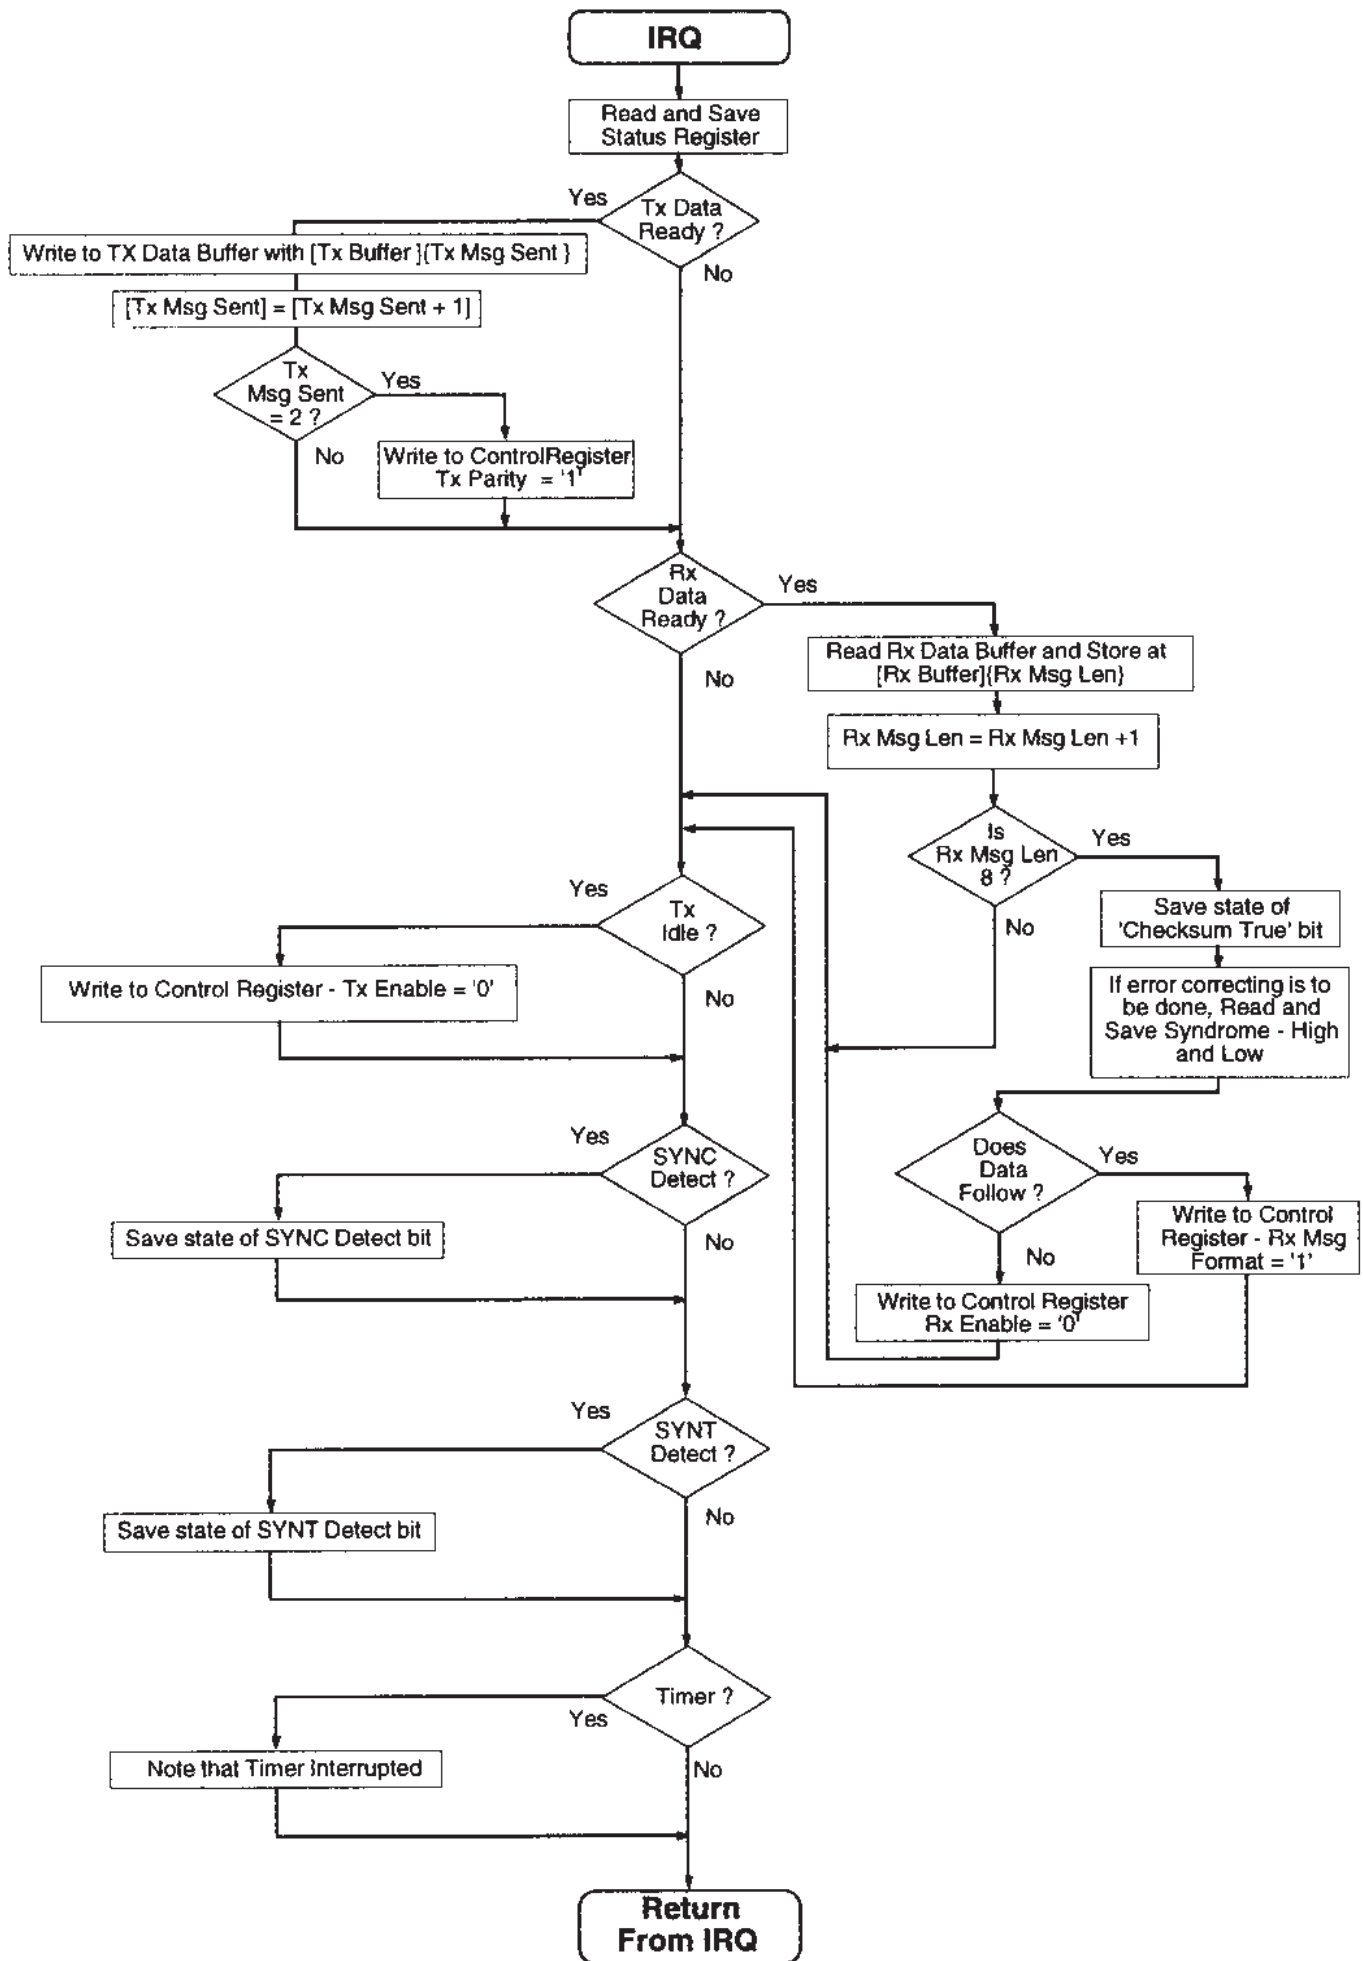 IRQ
Read and Save
Status Register
Yes
Tx Data
Ready ?
No
Write to TX Data Buffer with [Tx Buffer ]{Tx Msg Sent }
[Tx Msg Sent] = [Tx Msg Sent + 1]
Tx
Msg Sent
= 2 ?
Yes
No
Write to ControlRegister
Tx Parity = '1'
Rx
Data
Ready ?
Yes
No
Read Rx Data Buffer and Store at
[Rx Buffer]{Rx Msg Len}
Rx Msg Len = Rx Msg Len +1
Is
Rx Msg Len
8 ?
Yes
No
Save state of
'Checksum True' bit
If error correcting is to
be done, Read and
Save Syndrome - High
and Low
Does
Data
Follow ?
Yes
No
Write to Control
Register - Rx Msg
Format = '1'
Write to Control Register
Rx Enable = '0'
Yes
Tx
Idle ?
No
Write to Control Register - Tx Enable = '0'
Yes
SYNC
Detect ?
No
Save state of SYNC Detect bit
Yes
SYNT
Detect ?
No
Save state of SYNT Detect bit
Timer ?
Yes
No
Note that Timer Interrupted
Return
From IRQ